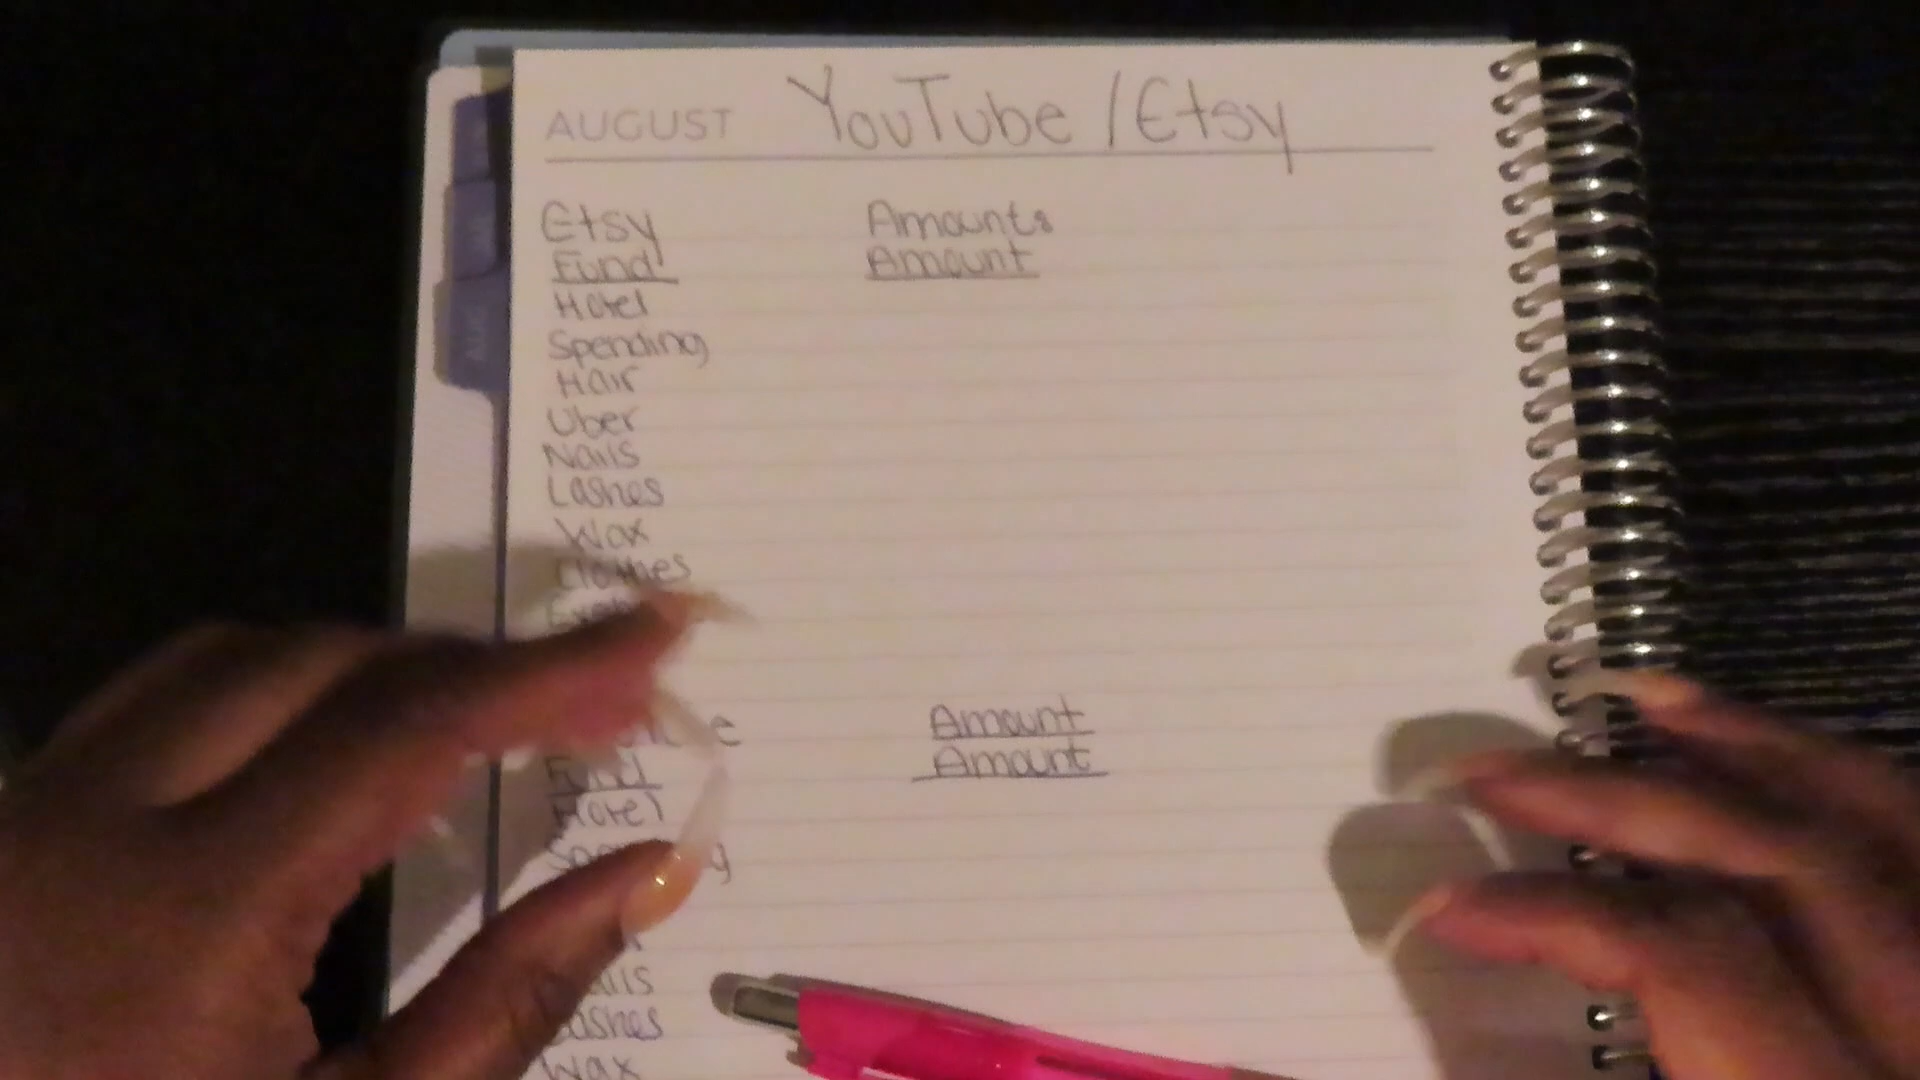 AUGUST YouTube/Etsy
Etsy Amounts
Fund Amount
Hotel
Spending
Hair
Uber
Nails
Lashes
Wax
Clothes
Amount
Fund Amount
Hotel
Lashes
Wax